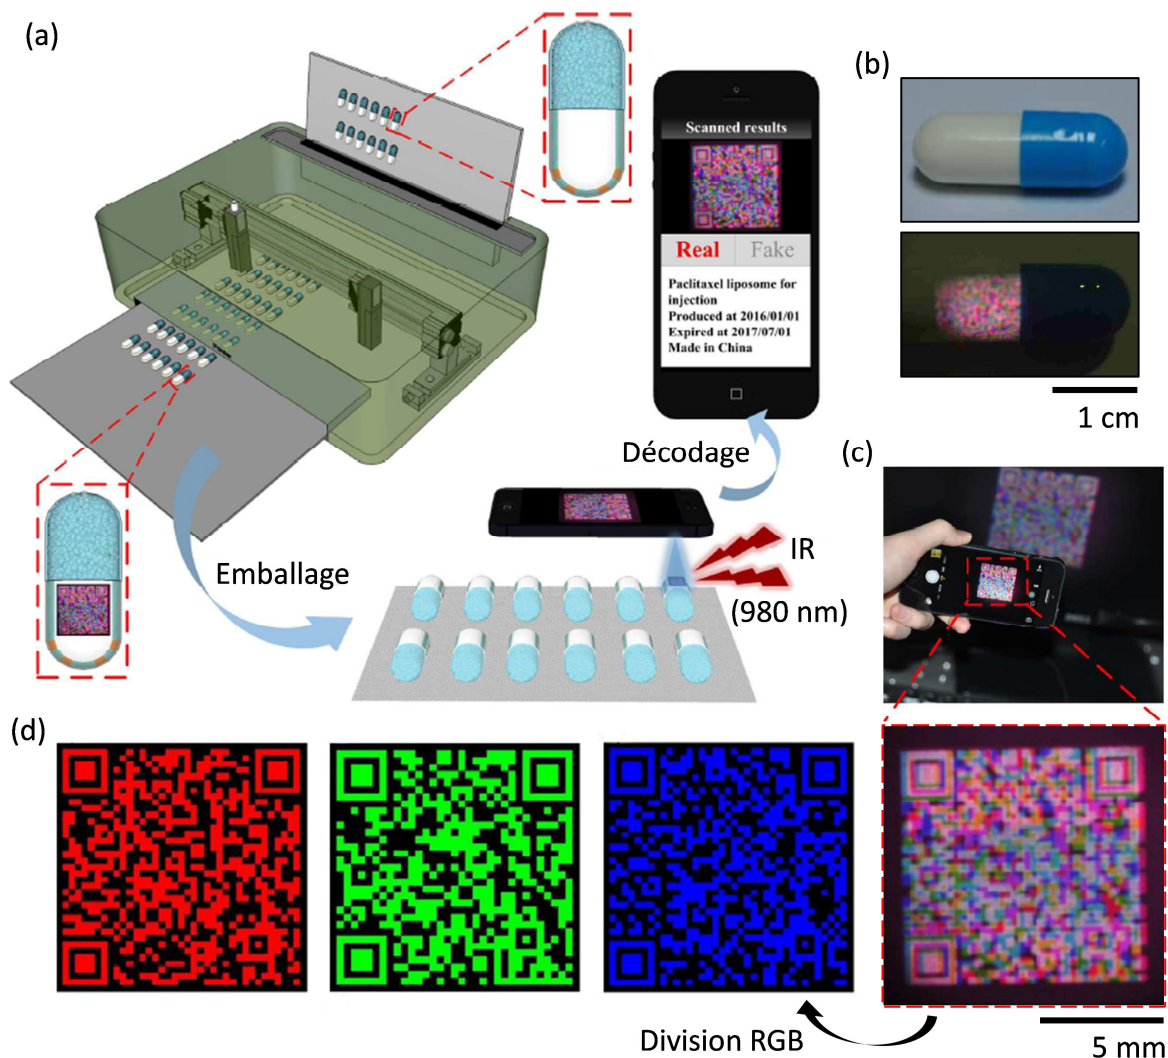 (a)
Scanned results
Real Fake
Paclitaxel liposome for
injection
Produced at 2016/01/01
Expired at 2017/07/01
Made in China
(b)
1 cm
Décodage
(c)
IR
(980 nm)
Emballage
(d)
Division RGB
5 mm